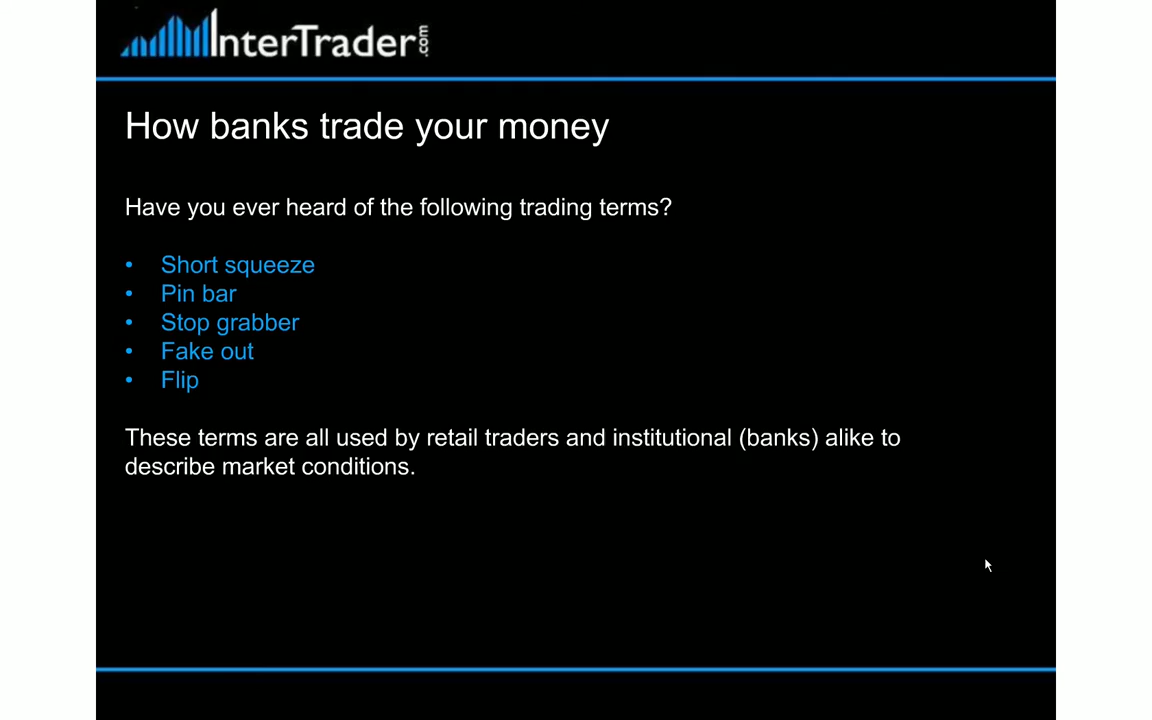 InterTrader.com
How banks trade your money
Have you ever heard of the following trading terms?
• Short squeeze
• Pin bar
• Stop grabber
• Fake out
• Flip
These terms are all used by retail traders and institutional (banks) alike to
describe market conditions.